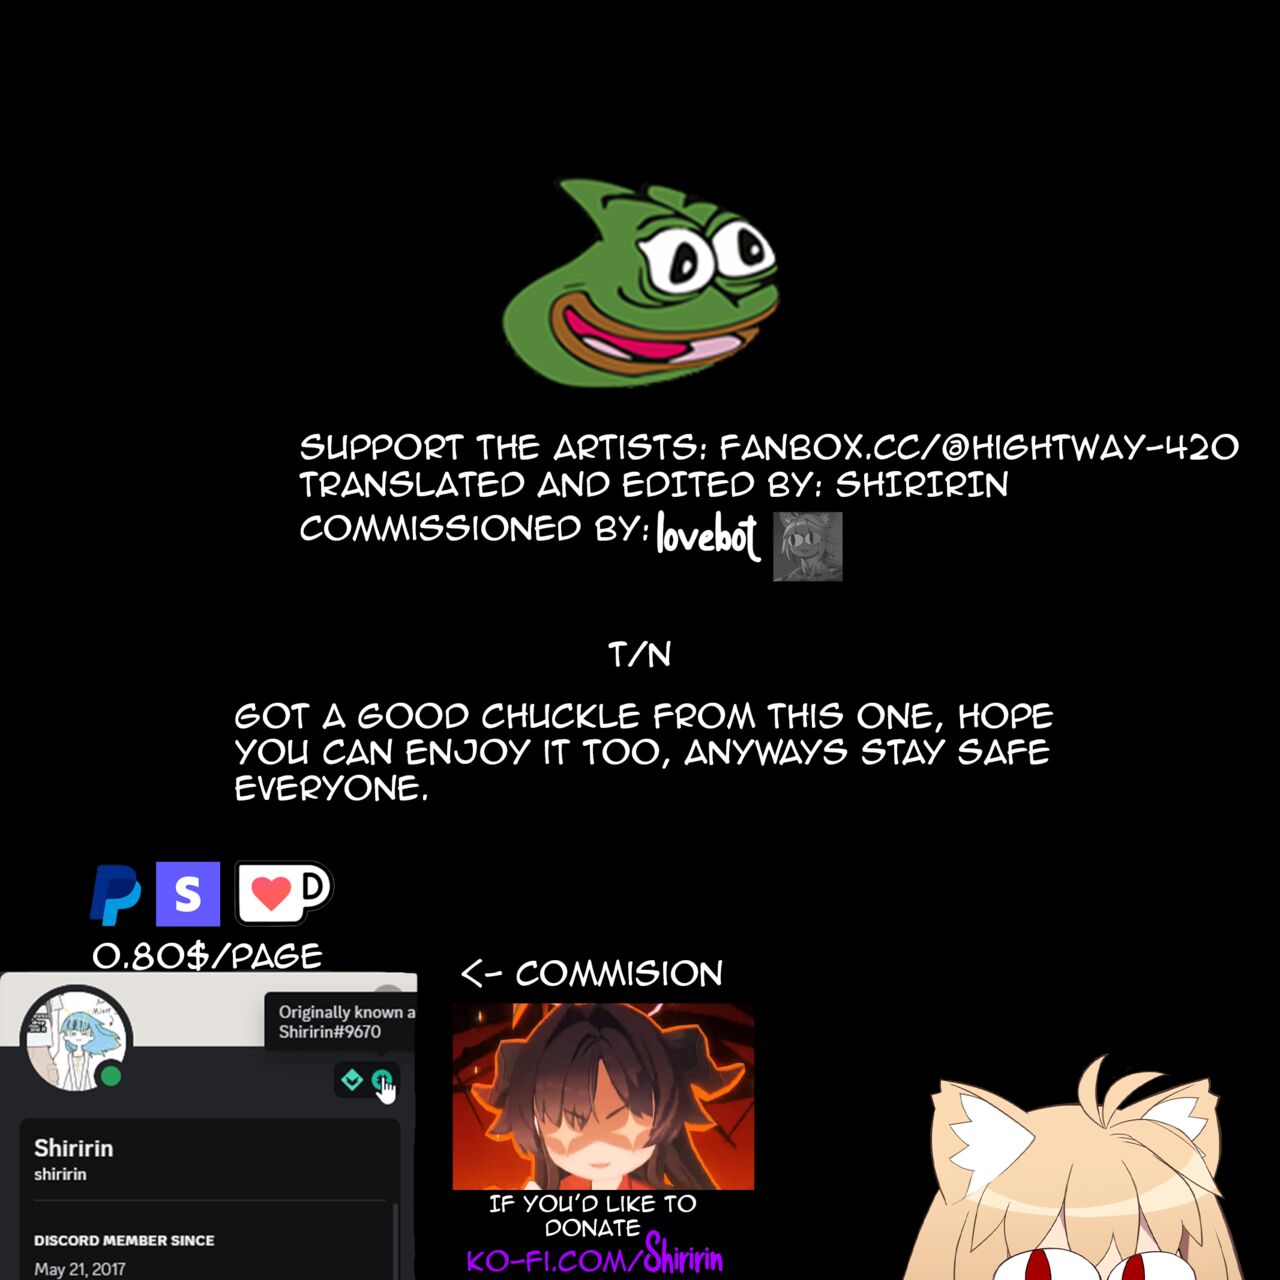 SUPPORT THE ARTISTS: FANBOX.CC/@HIGHTWAY-420
TRANSLATED AND EDITED BY: SHIRIRIN
COMMISSIONED BY: lovebot
T/N
GOT A GOOD CHUCKLE FROM THIS ONE, HOPE
YOU CAN ENJOY IT TOO, ANYWAYS STAY SAFE
EVERYONE.
S
0.80$/PAGE
Originally known a
Shiririn#9670
Shiririn
shiririn
DISCORD MEMBER SINCE
May 21, 2017
<- COMMISION
IF YOU'D LIKE TO
DONATE
KO-FI.COM/Shiririn